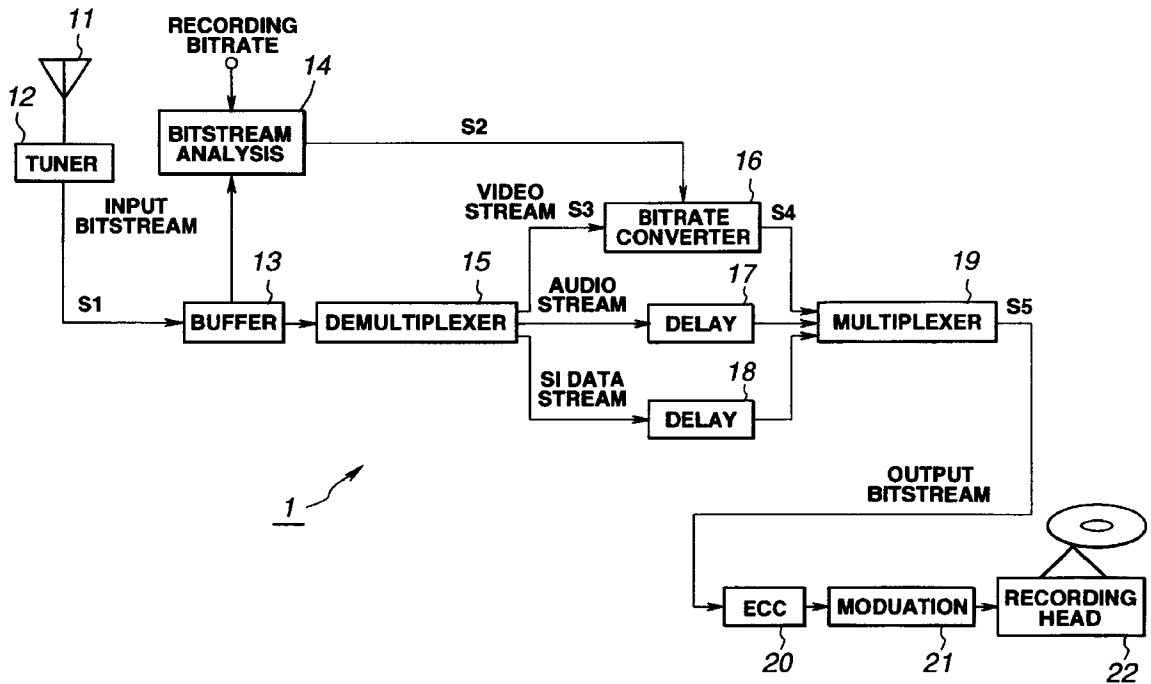 11
RECORDING
BITRATE
14
12
BITSTREAM
ANALYSIS
S2
TUNER
16
INPUT
BITSTREAM
VIDEO
STREAM
S3
BITRATE
CONVERTER
S4
13
15
AUDIO
STREAM
17
19
S1
BUFFER
DEMULTIPLEXER
DELAY
MULTIPLEXER
S5
SI DATA
STREAM
18
DELAY
1
OUTPUT
BITSTREAM
ECC
MODUATION
RECORDING
HEAD
20
21
22